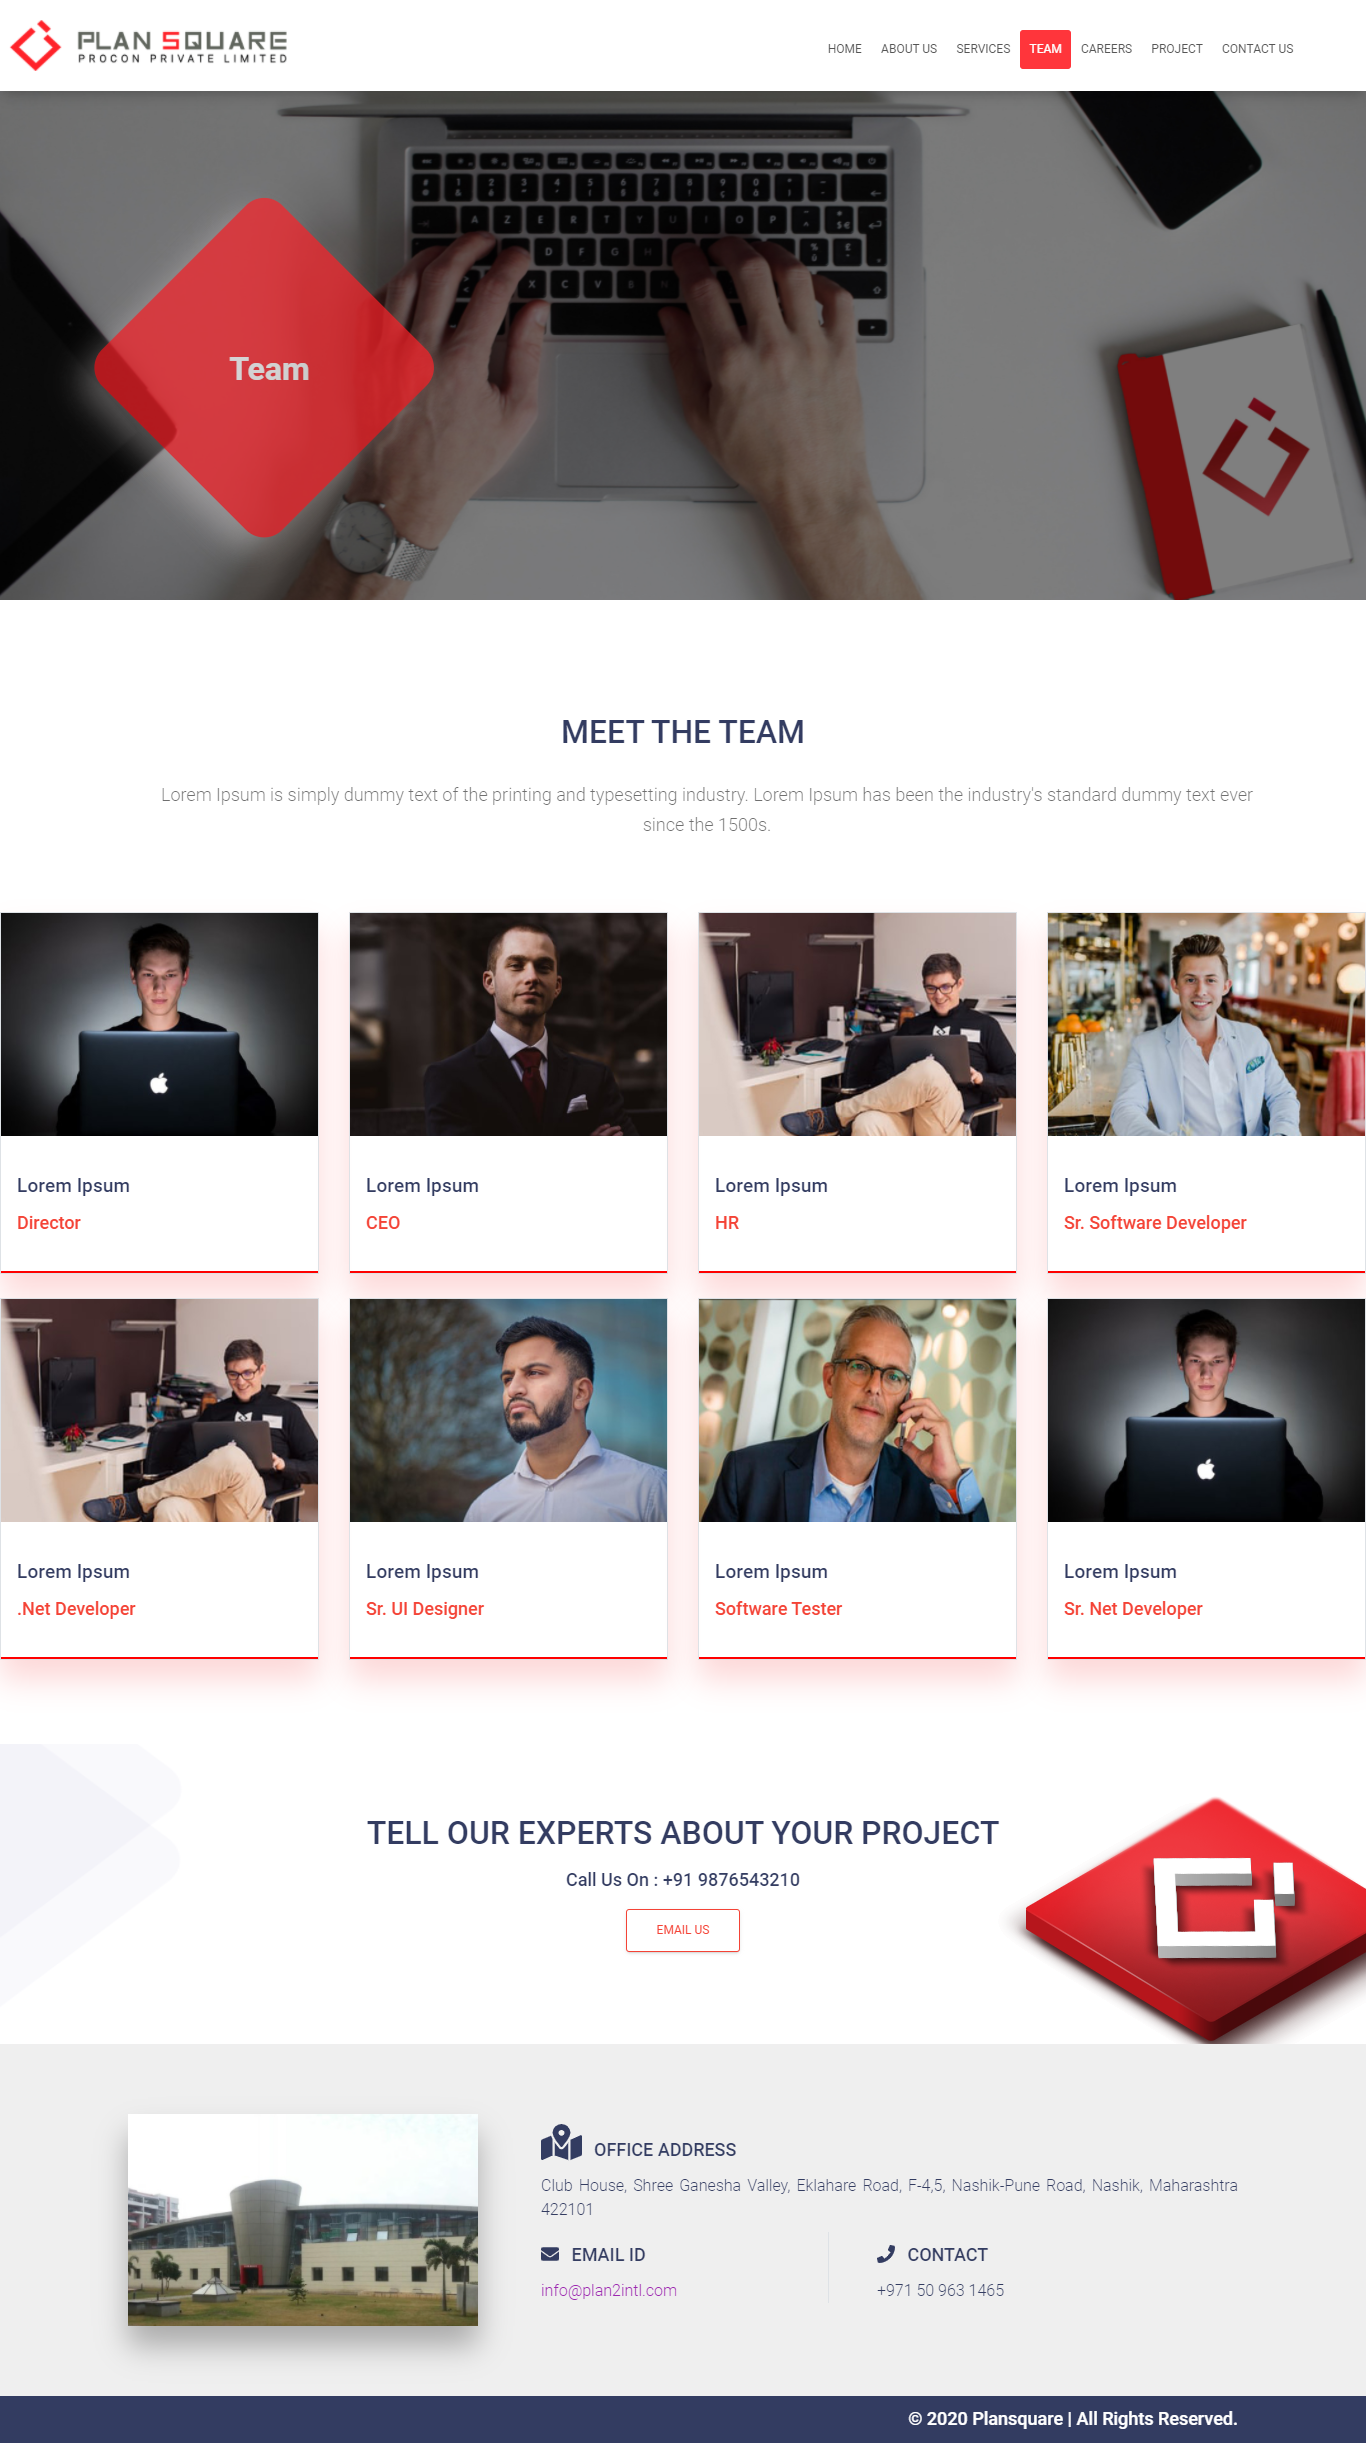 PLAN SQUARE
PROCON PRIVATE LIMITED
HOME ABOUT US SERVICES TEAM CAREERS PROJECT CONTACT US
Team
MEET THE TEAM
Lorem Ipsum is simply dummy text of the printing and typesetting industry. Lorem Ipsum has been the industry's standard dummy text ever
since the 1500s.
Lorem Ipsum
Director
Lorem Ipsum
CEO
Lorem Ipsum
HR
Lorem Ipsum
Sr. Software Developer
Lorem Ipsum
.Net Developer
Lorem Ipsum
Sr. UI Designer
Lorem Ipsum
Software Tester
Lorem Ipsum
Sr. Net Developer
TELL OUR EXPERTS ABOUT YOUR PROJECT
Call Us On : +91 9876543210
EMAIL US
OFFICE ADDRESS
Club House, Shree Ganesha Valley, Eklahare Road, F-4,5, Nashik-Pune Road, Nashik, Maharashtra
422101
EMAIL ID
info@plan2intl.com
CONTACT
+971 50 963 1465
© 2020 Plansquare | All Rights Reserved.